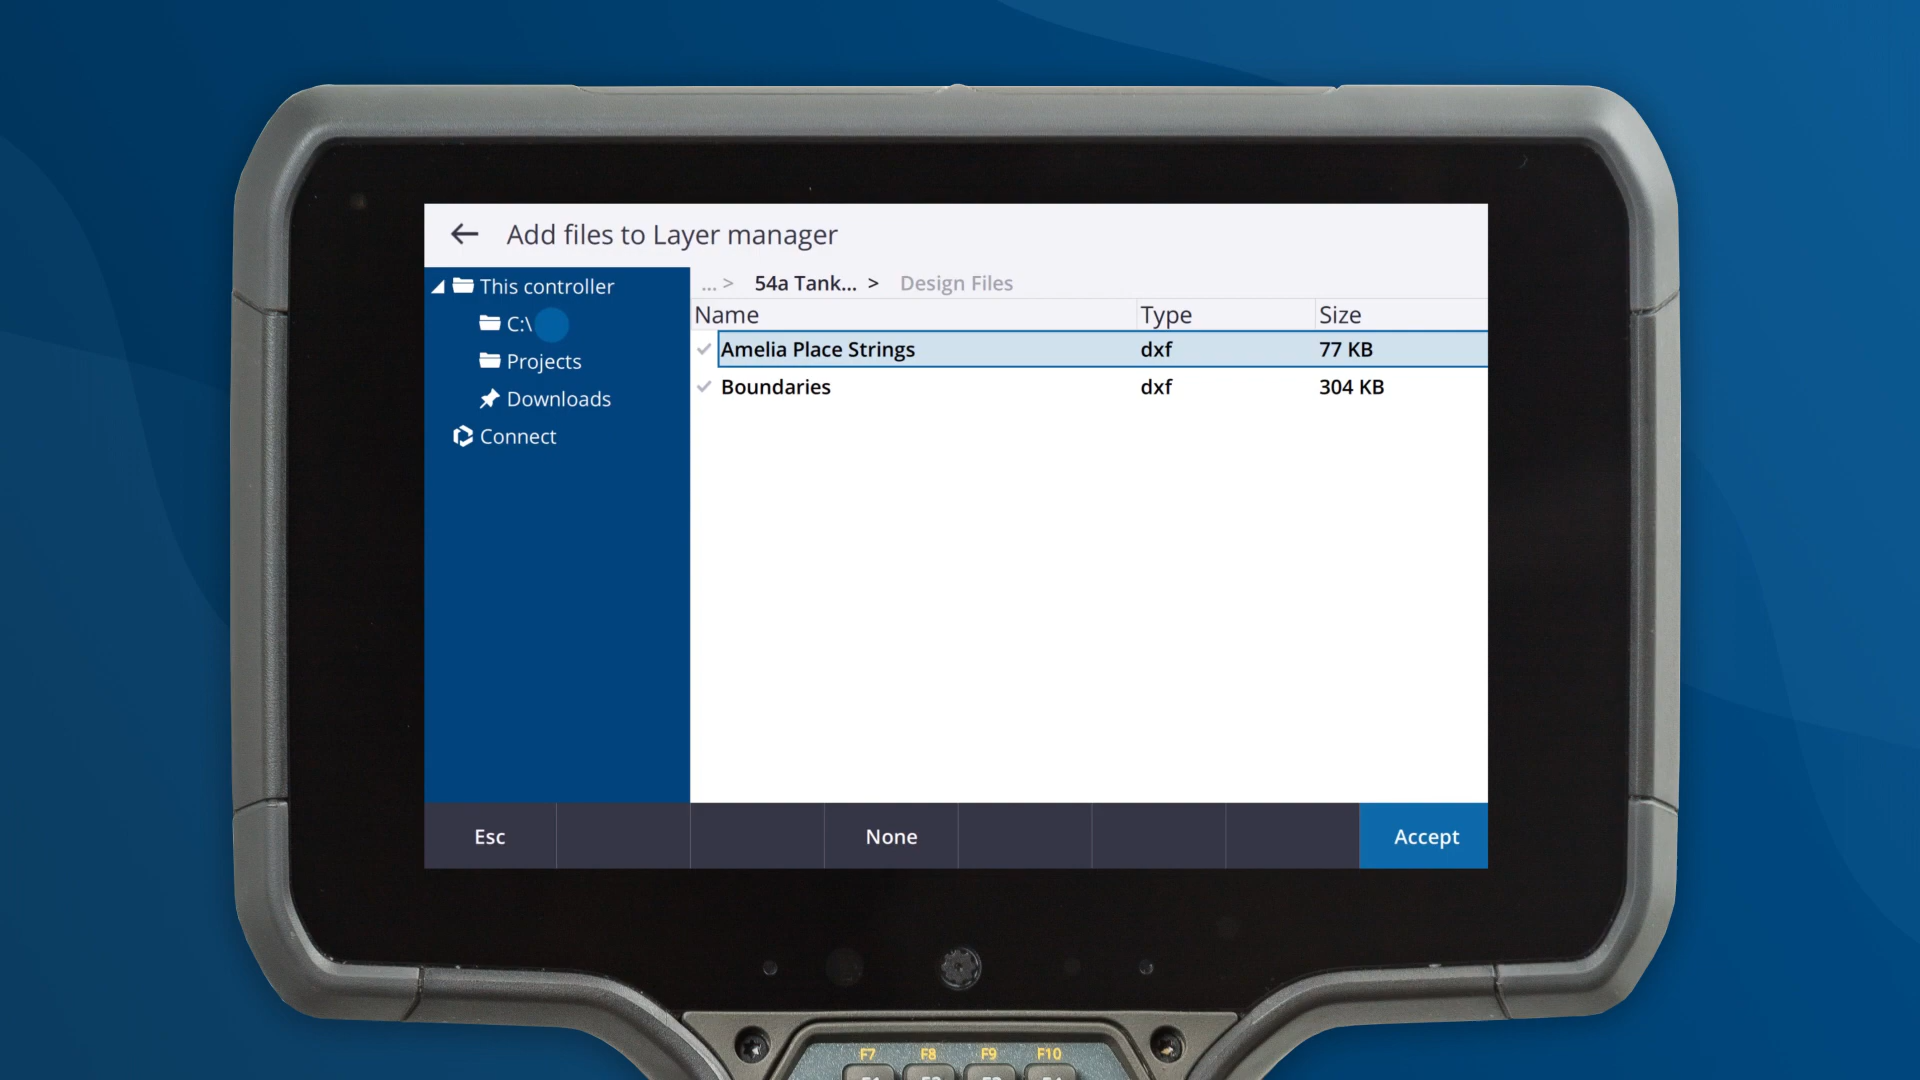 Add files to Layer manager
This controller
C:\
Projects
Downloads
Connect
... > 54a Tank... > Design Files
Name Type Size
Amelia Place Strings dxf 77 KB
Boundaries dxf 304 KB
Esc None Accept
F7 F8 F9 F10